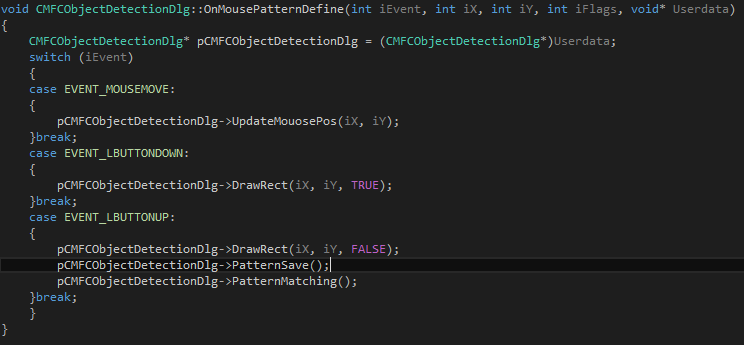 void CMFCObjectDetectionDlg::OnMousePatternDefine(int iEvent, int iX, int iY, int iFlags, void* Userdata)
{
CMFCObjectDetectionDlg* pCMFCObjectDetectionDlg = (CMFCObjectDetectionDlg*)Userdata;
switch (iEvent)
{
case EVENT_MOUSEMOVE:
{
pCMFCObjectDetectionDlg->UpdateMouosePos(iX, iY);
}break;
case EVENT_LBUTTONDOWN:
{
pCMFCObjectDetectionDlg->DrawRect(iX, iY, TRUE);
}break;
case EVENT_LBUTTONUP:
{
pCMFCObjectDetectionDlg->DrawRect(iX, iY, FALSE);
pCMFCObjectDetectionDlg->PatternSave();
pCMFCObjectDetectionDlg->PatternMatching();
}break;
}
}